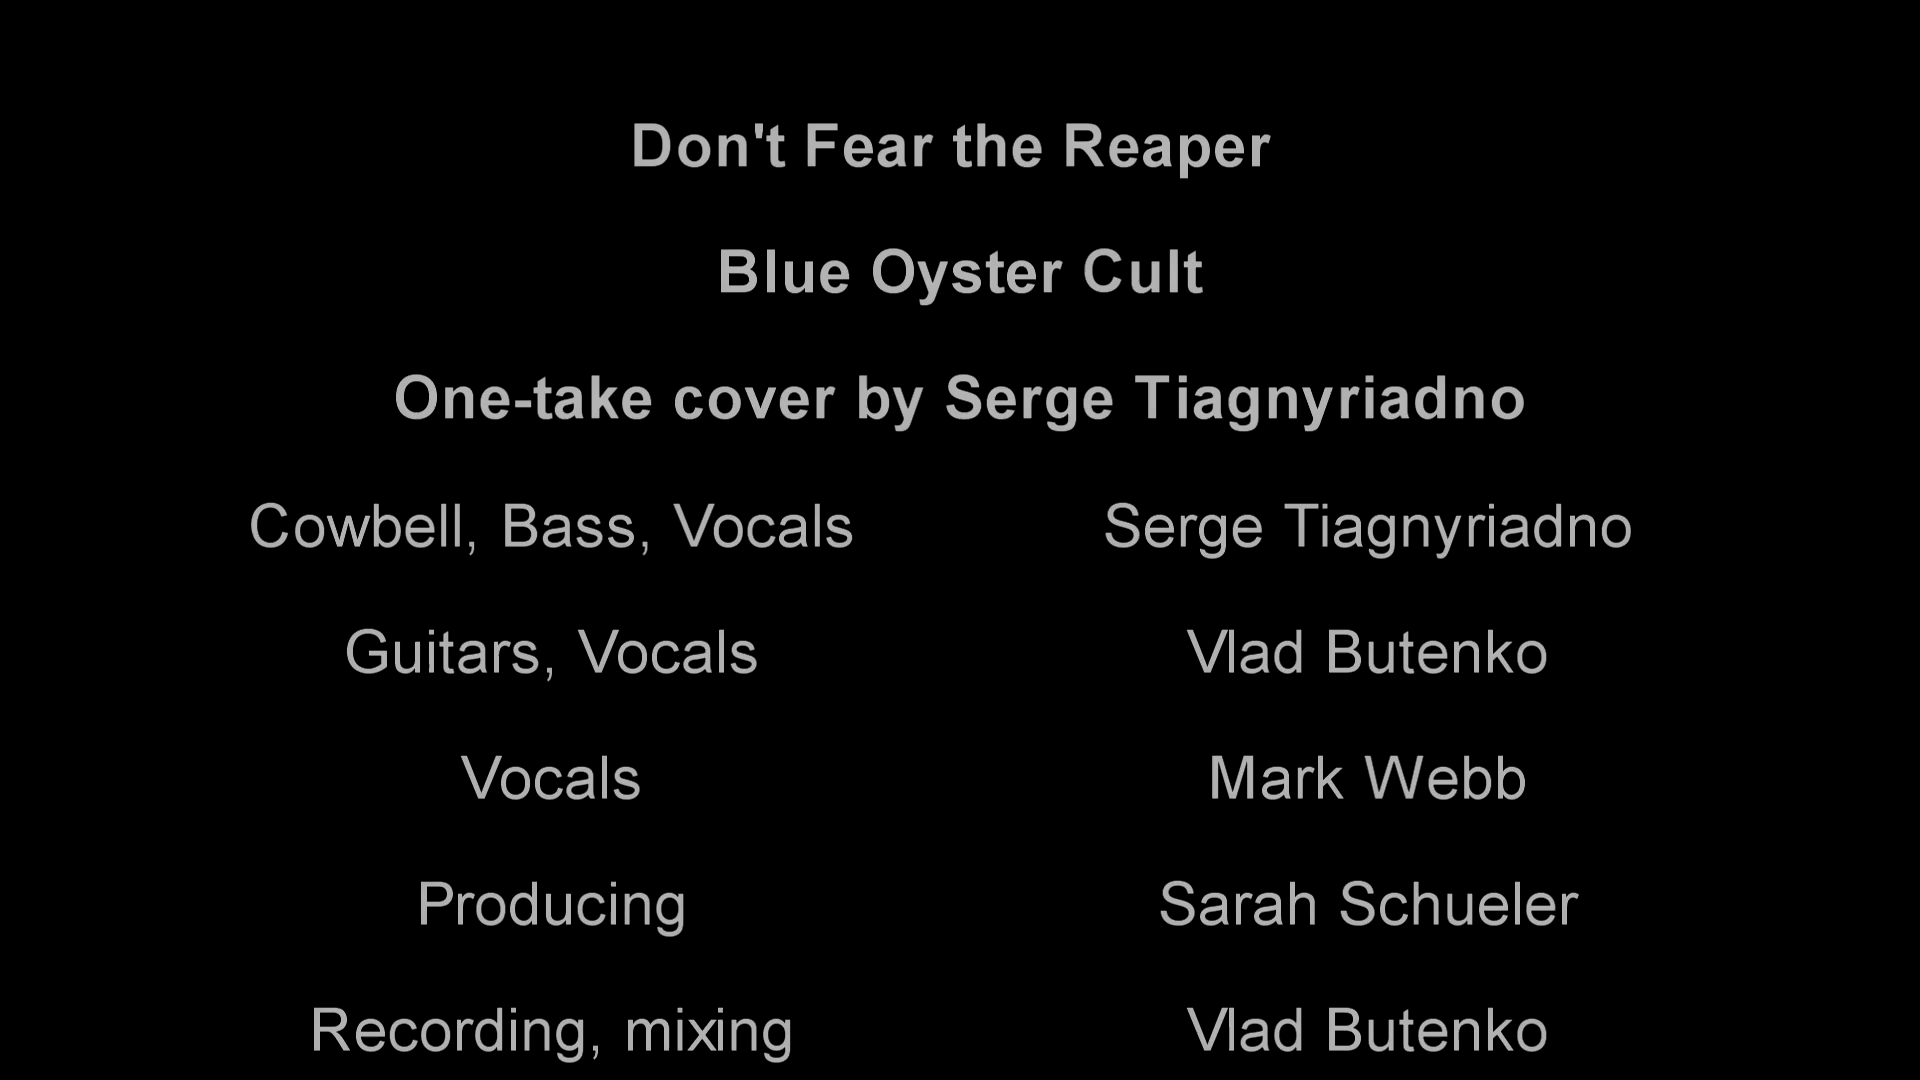 Don't Fear the Reaper
Blue Oyster Cult
One-take cover by Serge Tiagnyriadno
Cowbell, Bass, Vocals Serge Tiagnyriadno
Guitars, Vocals Vlad Butenko
Vocals Mark Webb
Producing Sarah Schueler
Recording, mixing Vlad Butenko